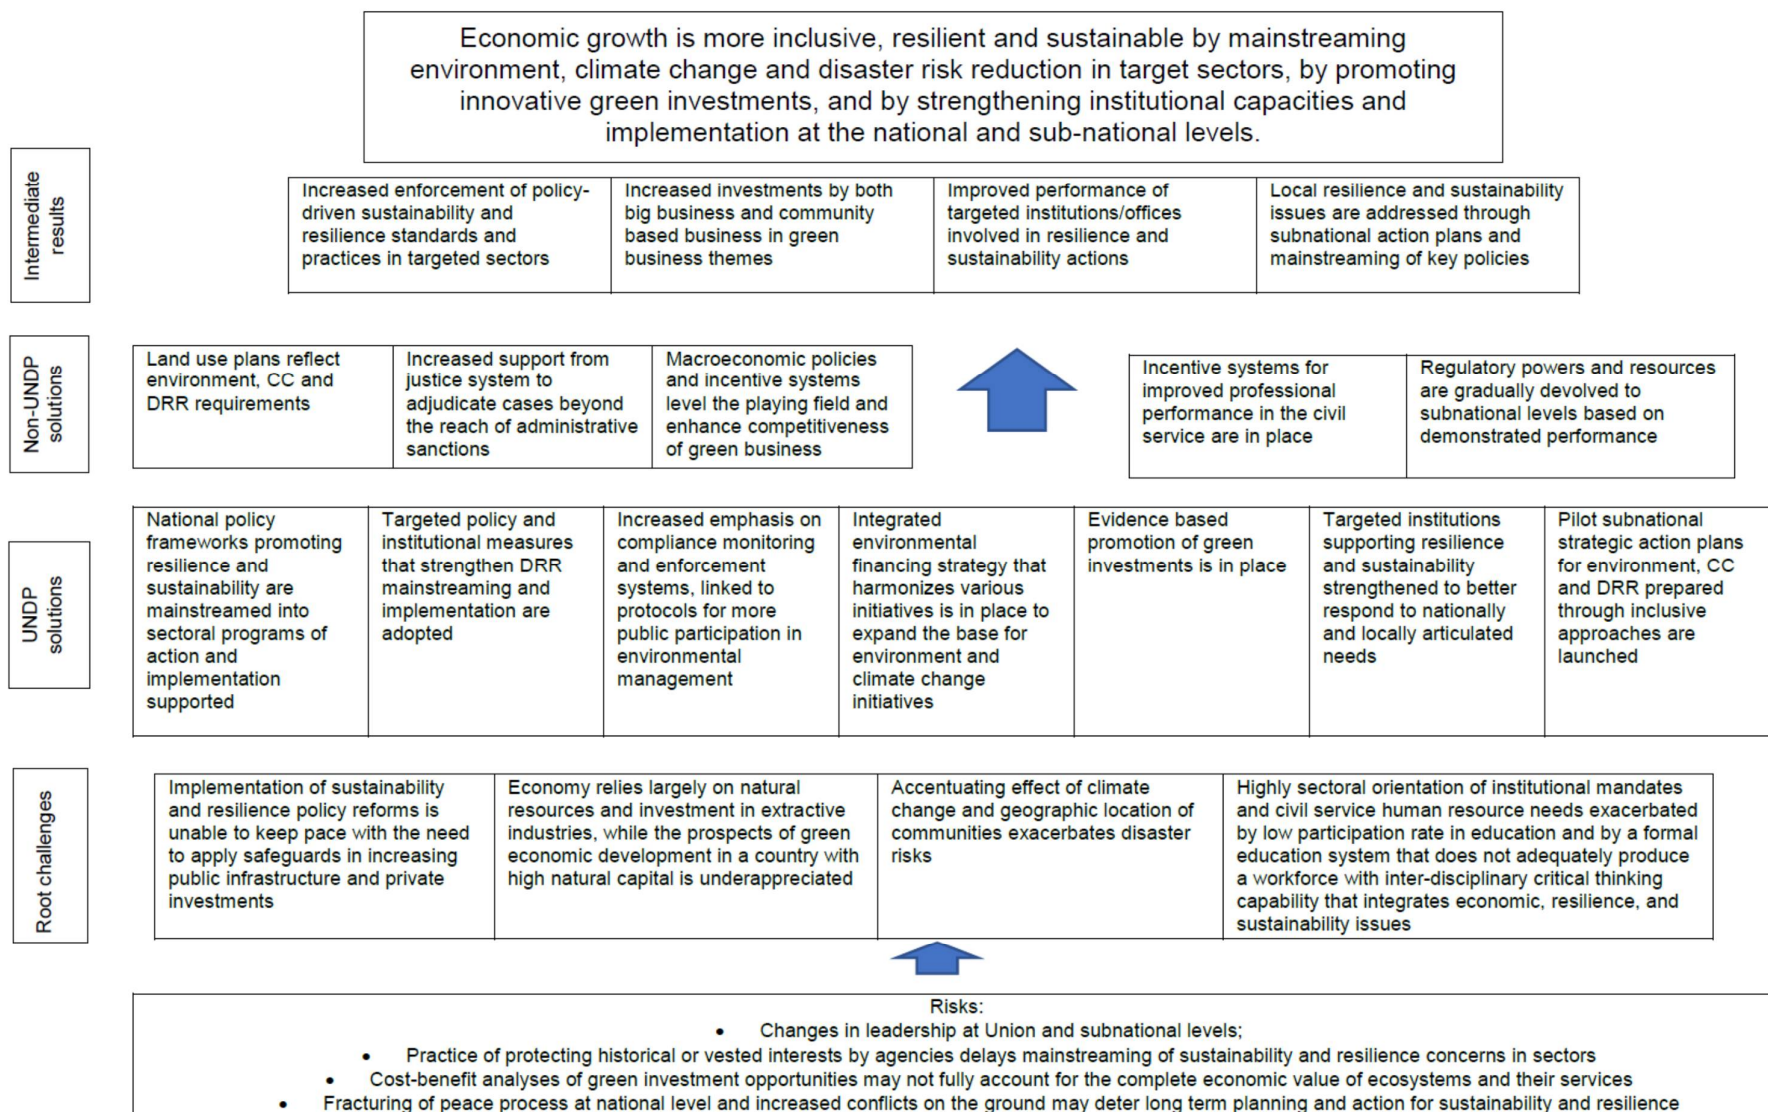 Economic growth is more inclusive, resilient and sustainable by mainstreaming
environment, climate change and disaster risk reduction in target sectors, by promoting
innovative green investments, and by strengthening institutional capacities and
implementation at the national and sub-national levels.
Intermediate
results
Increased enforcement of policy-
driven sustainability and
resilience standards and
practices in targeted sectors
Increased investments by both
big business and community
based business in green
business themes
Improved performance of
targeted institutions/offices
involved in resilience and
sustainability actions
Local resilience and sustainability
issues are addressed through
subnational action plans and
mainstreaming of key policies
Non-UNDP
solutions
Land use plans reflect
environment, CC and
DRR requirements
Increased support from
justice system to
adjudicate cases beyond
the reach of administrative
sanctions
Macroeconomic policies
and incentive systems
level the playing field and
enhance competitiveness
of green business
Incentive systems for
improved professional
performance in the civil
service are in place
Regulatory powers and resources
are gradually devolved to
subnational levels based on
demonstrated performance
UNDP
solutions
National policy
frameworks promoting
resilience and
sustainability are
mainstreamed into
sectoral programs of
action and
implementation
supported
Targeted policy and
institutional measures
that strengthen DRR
mainstreaming and
implementation are
adopted
Increased emphasis on
compliance monitoring
and enforcement
systems, linked to
protocols for more
public participation in
environmental
management
Integrated
environmental
financing strategy that
harmonizes various
initiatives is in place to
expand the base for
environment and
climate change
initiatives
Evidence based
promotion of green
investments is in place
Targeted institutions
supporting resilience
and sustainability
strengthened to better
respond to nationally
and locally articulated
needs
Pilot subnational
strategic action plans
for environment, CC
and DRR prepared
through inclusive
approaches are
launched
Root challenges
Implementation of sustainability
and resilience policy reforms is
unable to keep pace with the need
to apply safeguards in increasing
public infrastructure and private
investments
Economy relies largely on natural
resources and investment in extractive
industries, while the prospects of green
economic development in a country with
high natural capital is underappreciated
Accentuating effect of climate
change and geographic location of
communities exacerbates disaster
risks
Highly sectoral orientation of institutional mandates
and civil service human resource needs exacerbated
by low participation rate in education and by a formal
education system that does not adequately produce
a workforce with inter-disciplinary critical thinking
capability that integrates economic, resilience, and
sustainability issues
Risks:
• Changes in leadership at Union and subnational levels;
• Practice of protecting historical or vested interests by agencies delays mainstreaming of sustainability and resilience concerns in sectors
• Cost-benefit analyses of green investment opportunities may not fully account for the complete economic value of ecosystems and their services
• Fracturing of peace process at national level and increased conflicts on the ground may deter long term planning and action for sustainability and resilience